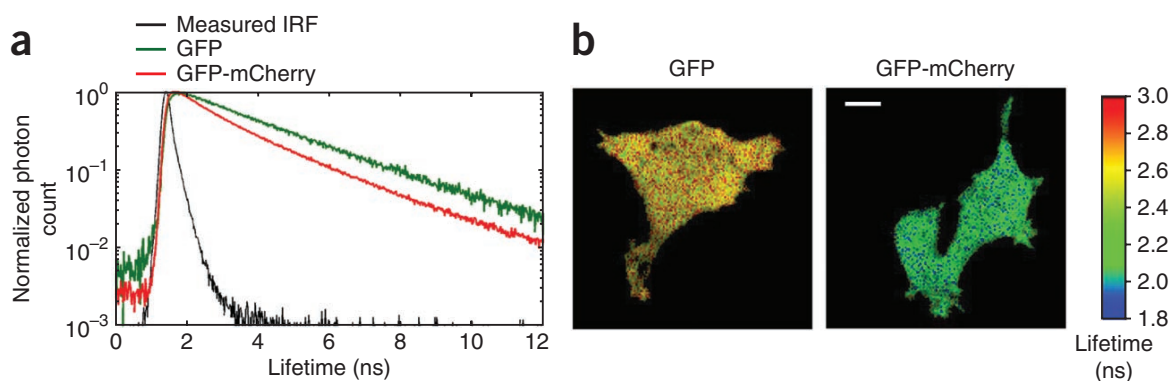 a
Measured IRF
GFP
GFP-mCherry
Normalized photon
count
10⁰
10⁻¹
10⁻²
10⁻³
0 2 4 6 8 10 12
Lifetime (ns)
b
GFP GFP-mCherry
3.0
2.8
2.6
2.4
2.2
2.0
1.8
Lifetime
(ns)